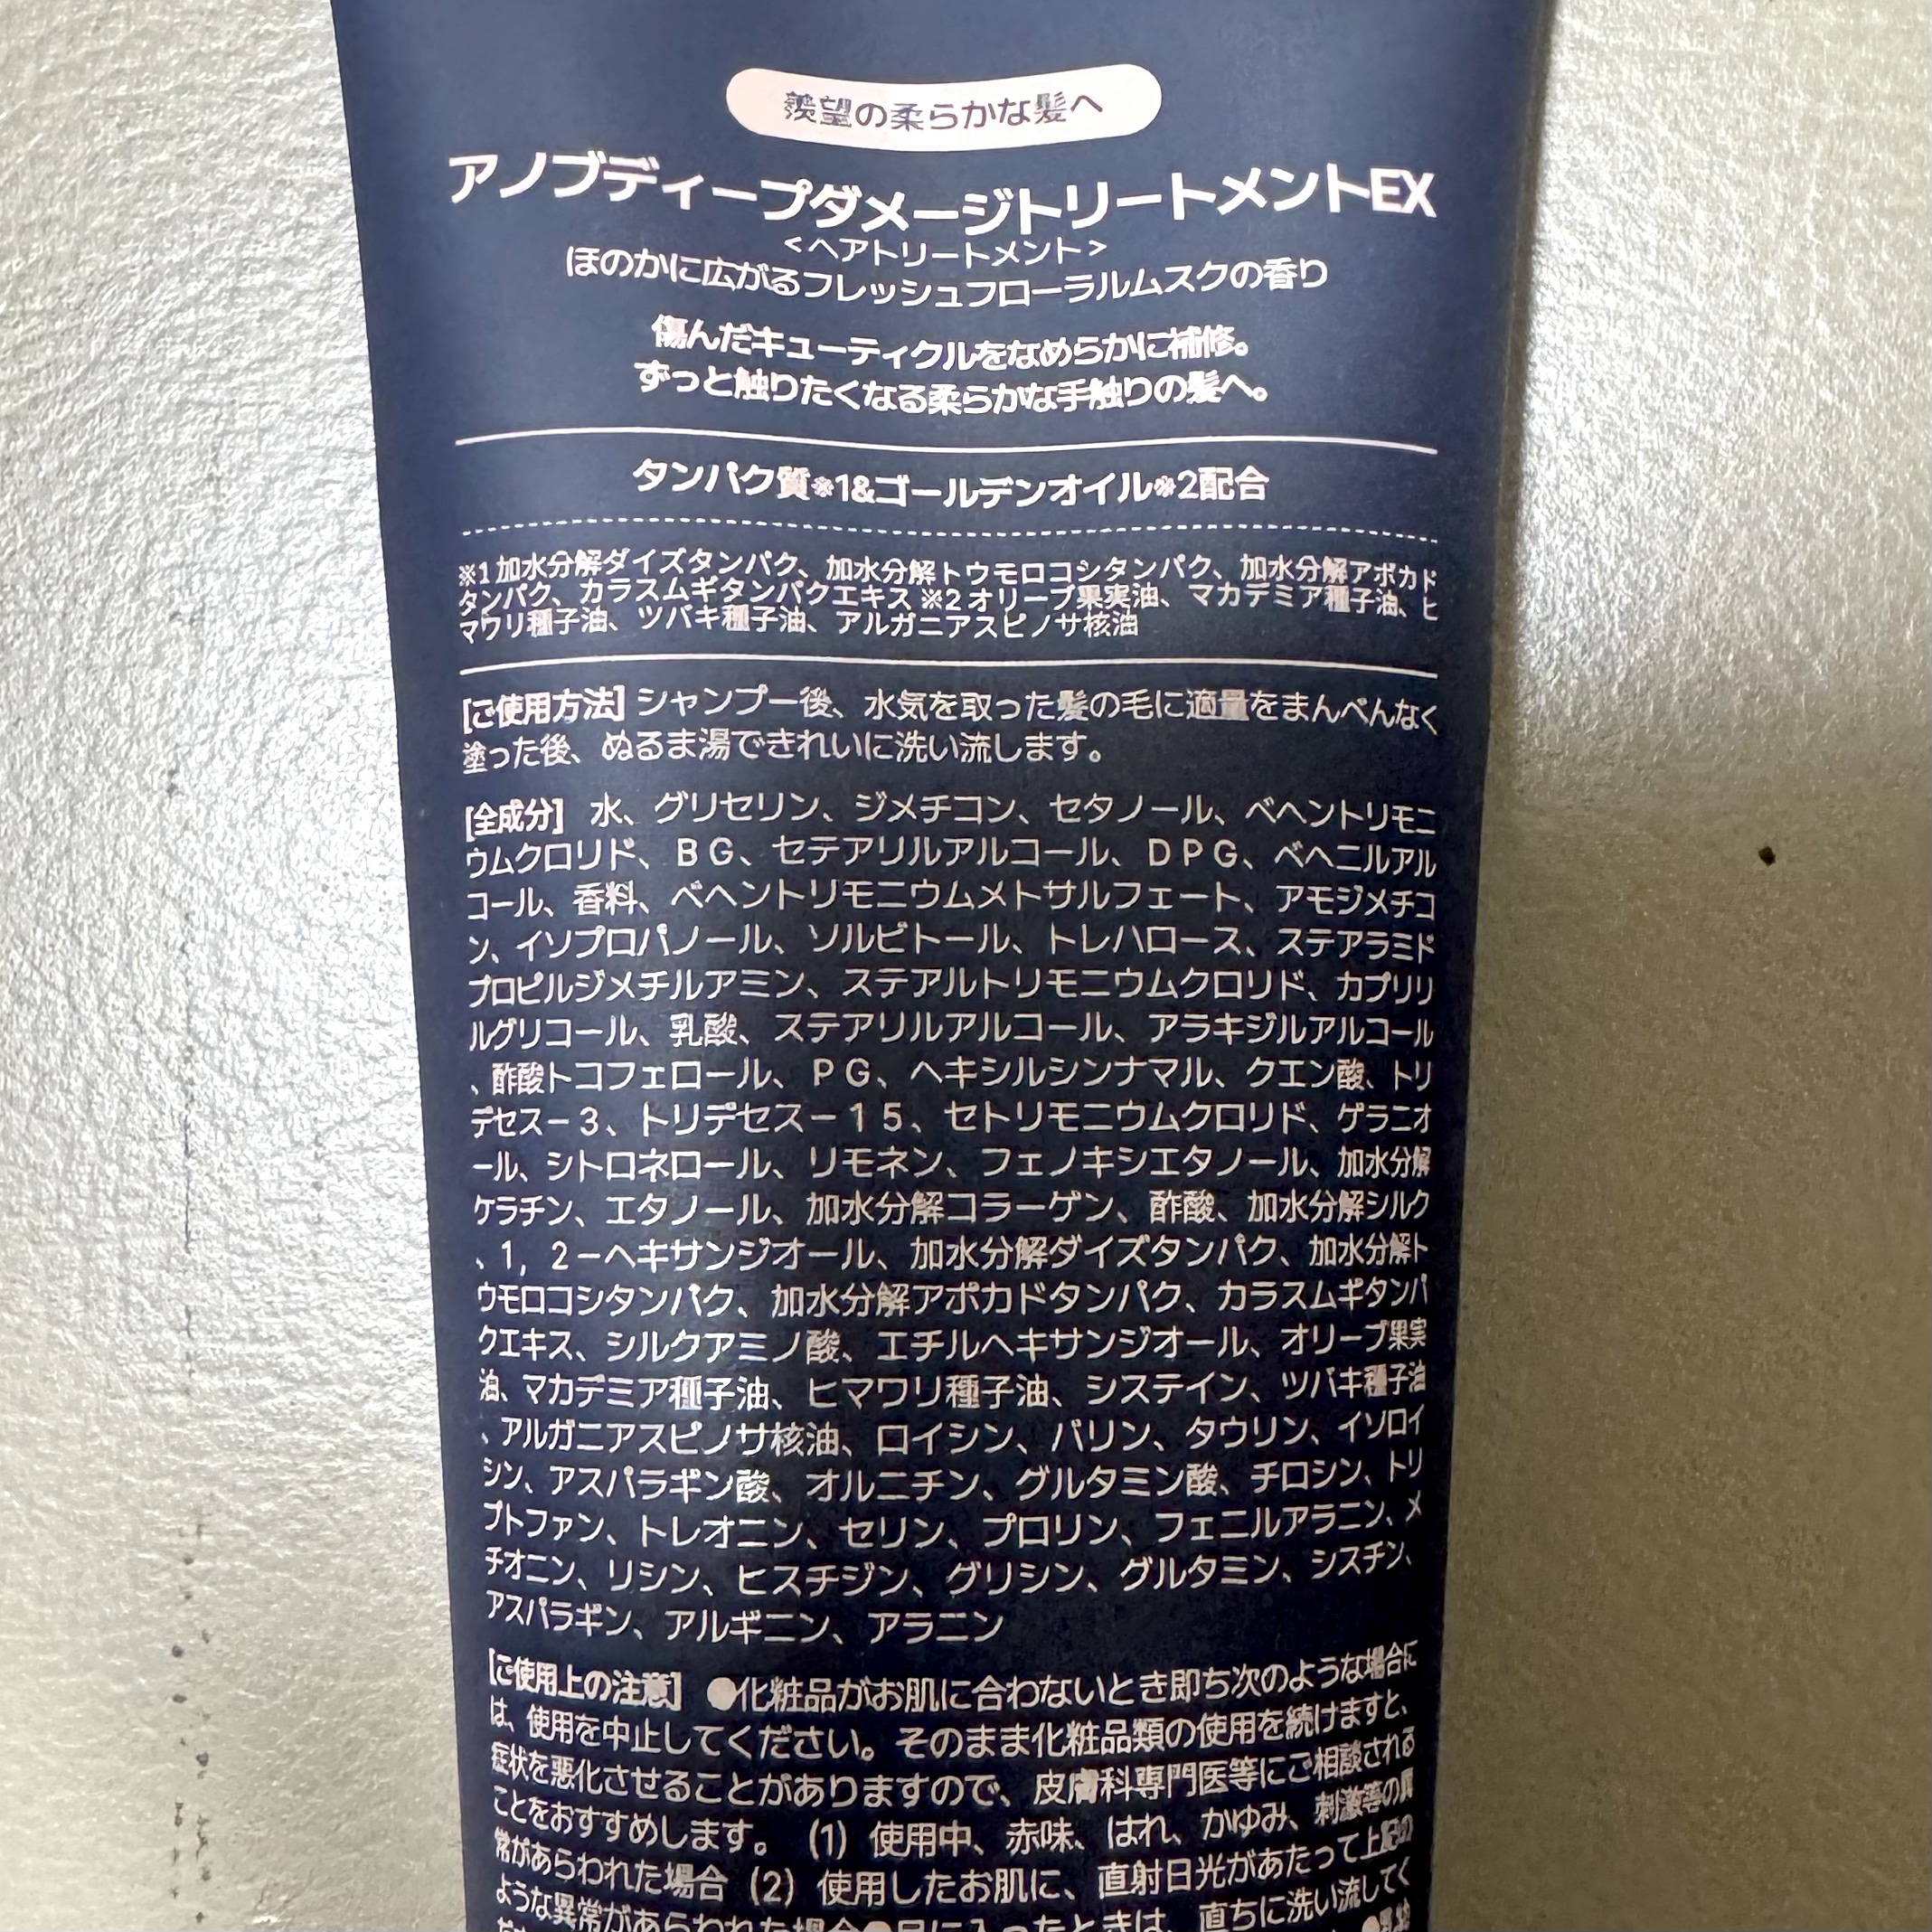 羨望の柔らかな髪へ
アノブディープダメージトリートメントEX
<ヘアトリートメント>
ほのかに広がるフレッシュフローラルムスクの香り
傷んだキューティクルをなめらかに補修。
ずっと触りたくなる柔らかな手触りの髪へ。
タンパク質※1&ゴールデンオイル※2配合
※1 加水分解ダイズタンパク、加水分解トウモロコシタンパク、加水分解アボカド
タンパク、カラスムギタンパクエキス ※2 オリーブ果実油、マカデミア種子油、ヒ
マワリ種子油、ツバキ種子油、アルガニアスピノサ核油
[ご使用方法] シャンプー後、水気を取った髪の毛に適量をまんべんなく
塗った後、ぬるま湯できれいに洗い流します。
[全成分] 水、グリセリン、ジメチコン、セタノール、ベヘントリモニ
ウムクロリド、BG、セテアリルアルコール、DPG、ベヘニルアル
コール、香料、ベヘントリモニウムメトサルフェート、アモジメチコ
ン、イソプロパノール、ソルビトール、トレハロース、ステアラミド
プロピルジメチルアミン、ステアルトリモニウムクロリド、カプリリ
ルグリコール、乳酸、ステアリルアルコール、アラキジルアルコール
、酢酸トコフェロール、PG、ヘキシルシンナマル、クエン酸、トリ
デセスー3、トリデセスー15、セトリモニウムクロリド、ゲラニオ
ール、シトロネロール、リモネン、フェノキシエタノール、加水分解
ケラチン、エタノール、加水分解コラーゲン、酢酸、加水分解シルク
、1，2ーヘキサンジオール、加水分解ダイズタンパク、加水分解ト
ウモロコシタンパク、加水分解アボカドタンパク、カラスムギタンパ
クエキス、シルクアミノ酸、エチルヘキサンジオール、オリーブ果実
油、マカデミア種子油、ヒマワリ種子油、システイン、ツバキ種子油
、アルガニアスピノサ核油、ロイシン、バリン、タウリン、イソロイ
シン、アスパラギン酸、オルニチン、グルタミン酸、チロシン、トリ
プトファン、トレオニン、セリン、プロリン、フェニルアラニン、メ
チオニン、リシン、ヒスチジン、グリシン、グルタミン、シスチン、
アスパラギン、アルギニン、アラニン
[ご使用上の注意] ●化粧品がお肌に合わないとき即ち次のような場合に
は、使用を中止してください。そのまま化粧品類の使用を続けますと、
症状を悪化させることがありますので、皮膚科専門医等にご相談される
ことをおすすめします。(1) 使用中、赤味、はれ、かゆみ、刺激等の異
常があらわれた場合 (2) 使用したお肌に、直射日光があたって上記の
ような異常があらわれた場合●目に入ったときは、直ちに洗い流してく